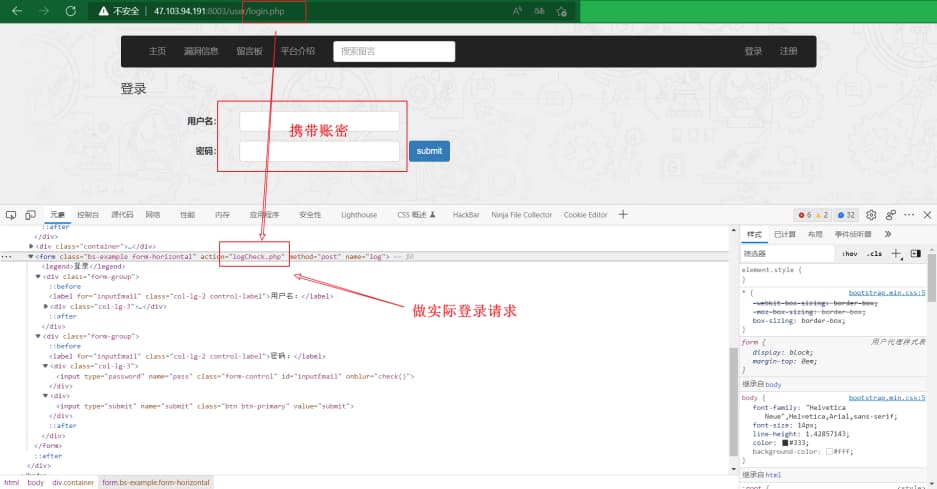 不安全 | 47.103.94.191:8003/user/login.php
主页 漏洞信息 留言板 平台介绍 搜索留言 登录 注册
登录
用户名:
携带账密
密码: submit
元素 控制台 源代码 网络 性能 内存 应用程序 安全性 Lighthouse CSS 概述 HackBar Ninja File Collector Cookie Editor 6 2 32
::after
</div>
<div class="container">…</div>
<form class="bs-example form-horizontal" action="logCheck.php" method="post" name="log"> == $0
<legend>登录</legend>
<div class="form-group">
::before
<label for="inputEmail" class="col-lg-2 control-label">用户名:</label>
<div class="col-lg-3">…</div>
::after
</div>
<div class="form-group">
::before
<label for="inputEmail" class="col-lg-2 control-label">密码:</label>
<div class="col-lg-3">
<input type="password" name="pass" class="form-control" id="inputEmail" onblur="check()">
</div>
<div>
<input type="submit" name="submit" class="btn btn-primary" value="submit">
</div>
::after
</div>
</form>
::after
</div>
做实际登录请求
html body div.container form.bs-example.form-horizontal
样式 已计算 布局 事件侦听器
筛选器 :hov .cls
element.style {
}
* { bootstrap.min.css:5
-webkit-box-sizing: border-box;
-moz-box-sizing: border-box;
box-sizing: border-box;
}
form { 用户代理样式表
display: block;
margin-top: 0em;
}
继承自 body
body { bootstrap.min.css:5
font-family: "Helvetica
Neue",Helvetica,Arial,sans-serif;
font-size: 14px;
line-height: 1.42857143;
color: #333;
background-color: #fff;
}
继承自 html